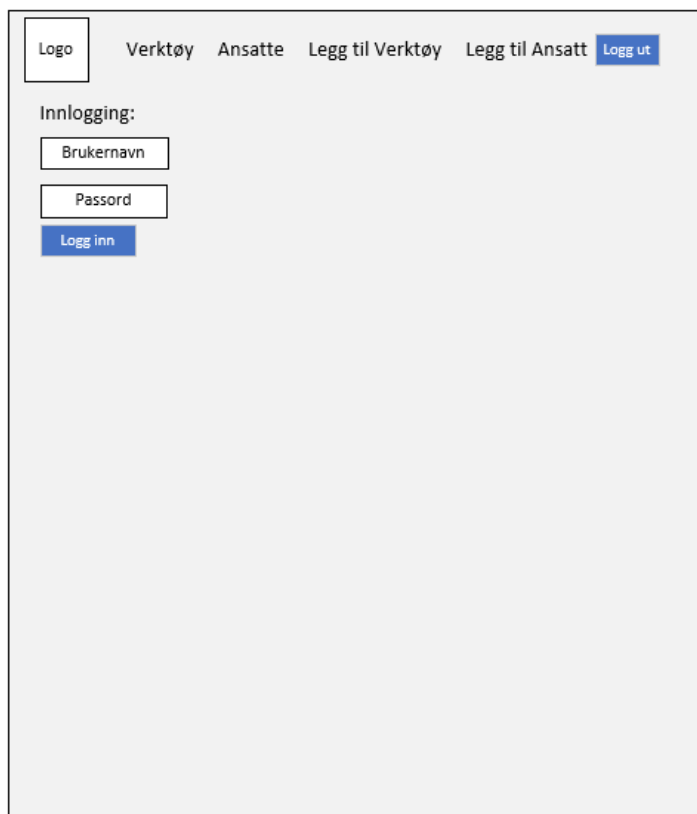 Logo Verktøy Ansatte Legg til Verktøy Legg til Ansatt Logg ut
Innlogging:
Brukernavn
Passord
Logg inn